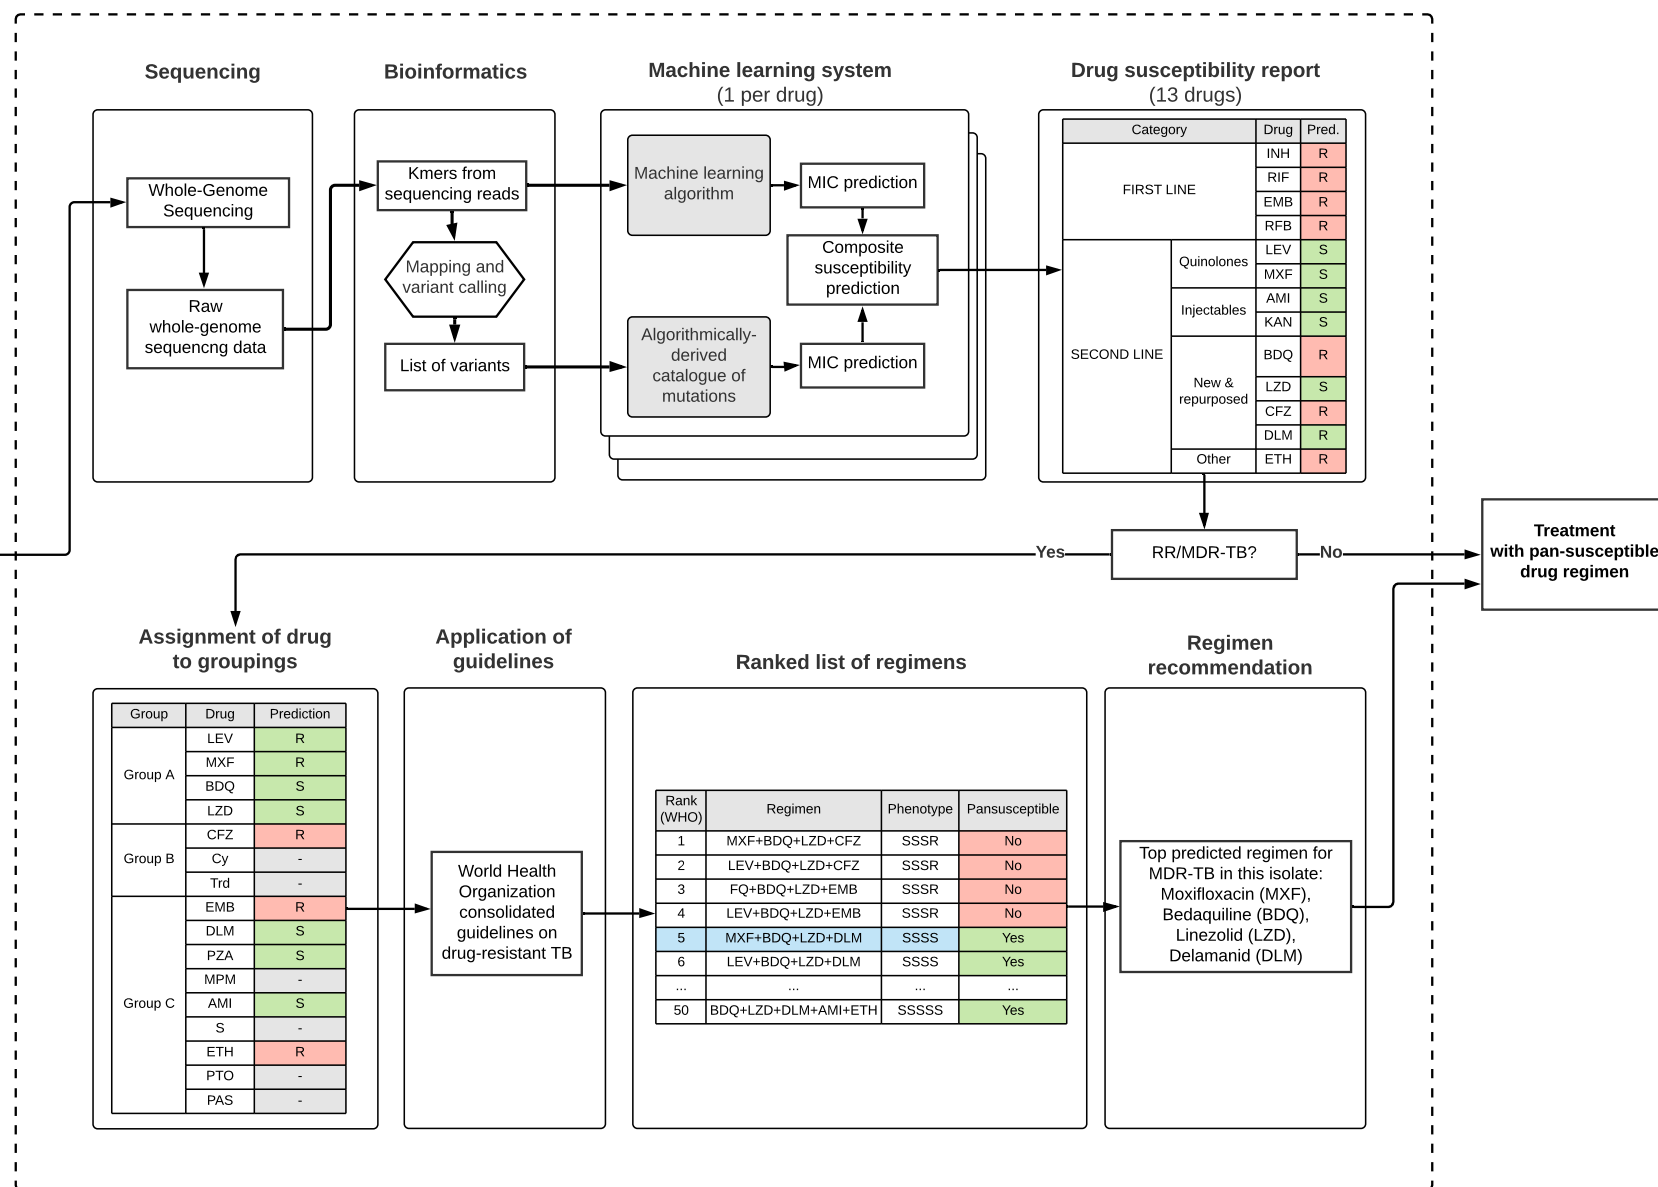 Sequencing
Bioinformatics
Machine learning system
(1 per drug)
Drug susceptibility report
(13 drugs)
Whole-Genome
Sequencing
Raw
whole-genome
sequencng data
Kmers from
sequencing reads
Mapping and
variant calling
List of variants
Machine learning
algorithm
MIC prediction
Composite
susceptibility
prediction
Algorithmically-
derived
catalogue of
mutations
MIC prediction
Category Drug Pred.
FIRST LINE
INH R
RIF R
EMB R
RFB R
SECOND LINE
Quinolones
LEV S
MXF S
Injectables
AMI S
KAN S
New &
repurposed
BDQ R
LZD S
CFZ R
DLM R
Other ETH R
RR/MDR-TB?
Yes
No
Treatment
with pan-susceptible
drug regimen
Assignment of drug
to groupings
Application of
guidelines
Ranked list of regimens
Regimen
recommendation
Group Drug Prediction
Group A
LEV R
MXF R
BDQ S
LZD S
Group B
CFZ R
Cy -
Trd -
Group C
EMB R
DLM S
PZA S
MPM -
AMI S
S -
ETH R
PTO -
PAS -
World Health
Organization
consolidated
guidelines on
drug-resistant TB
Rank
(WHO) Regimen Phenotype Pansusceptible
1 MXF+BDQ+LZD+CFZ SSSR No
2 LEV+BDQ+LZD+CFZ SSSR No
3 FQ+BDQ+LZD+EMB SSSR No
4 LEV+BDQ+LZD+EMB SSSR No
5 MXF+BDQ+LZD+DLM SSSS Yes
6 LEV+BDQ+LZD+DLM SSSS Yes
... ... ... ...
50 BDQ+LZD+DLM+AMI+ETH SSSSS Yes
Top predicted regimen for
MDR-TB in this isolate:
Moxifloxacin (MXF),
Bedaquiline (BDQ),
Linezolid (LZD),
Delamanid (DLM)